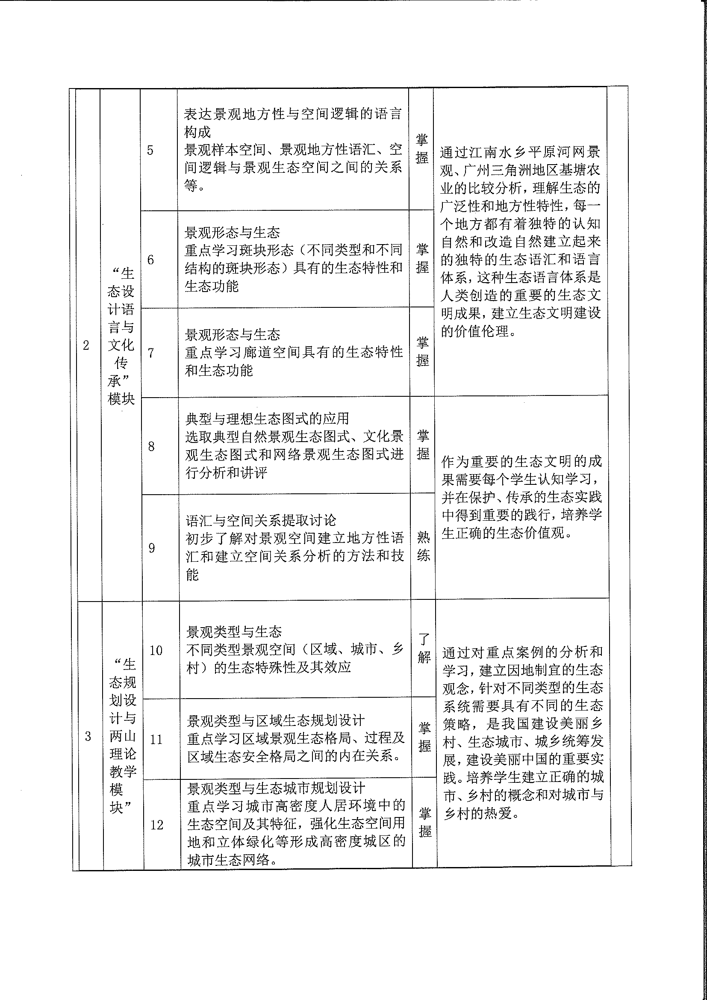 2
“生
态设
计语
言与
文化
传
承”
模块
5
表达景观地方性与空间逻辑的语言
构成
景观样本空间、景观地方性语汇、空
间逻辑与景观生态空间之间的关系
等。
掌
握
通过江南水乡平原河网景
观、广州三角洲地区基塘农
业的比较分析，理解生态的
广泛性和地方性特性，每一
个地方都有着独特的认知
自然和改造自然建立起来
的独特的生态语汇和语言
体系，这种生态语言体系是
人类创造的重要的生态文
明成果，建立生态文明建设
的价值伦理。
6
景观形态与生态
重点学习斑块形态（不同类型和不同
结构的斑块形态）具有的生态特性和
生态功能
掌
握
7
景观形态与生态
重点学习廊道空间具有的生态特性
和生态功能
掌
握
8
典型与理想生态图式的应用
选取典型自然景观生态图式、文化景
观生态图式和网络景观生态图式进
行分析和讲评
掌
握
作为重要的生态文明的成
果需要每个学生认知学习，
并在保护、传承的生态实践
中得到重要的践行，培养学
生正确的生态价值观。
9
语汇与空间关系提取讨论
初步了解对景观空间建立地方性语
汇和建立空间关系分析的方法和技
能
熟
练
3
“生
态规
划设
计与
两山
理论
教学
模
块”
10
景观类型与生态
不同类型景观空间（区域、城市、乡
村）的生态特殊性及其效应
了
解
通过对重点案例的分析和
学习，建立因地制宜的生态
观念，针对不同类型的生态
系统需要具有不同的生态
策略，是我国建设美丽乡
村、生态城市、城乡统筹发
展，建设美丽中国的重要实
践。培养学生建立正确的城
市、乡村的概念和对城市与
乡村的热爱。
11
景观类型与区域生态规划设计
重点学习区域景观生态格局、过程及
区域生态安全格局之间的内在关系。
掌
握
12
景观类型与生态城市规划设计
重点学习城市高密度人居环境中的
生态空间及其特征，强化生态空间用
地和立体绿化等形成高密度城区的
城市生态网络。
掌
握